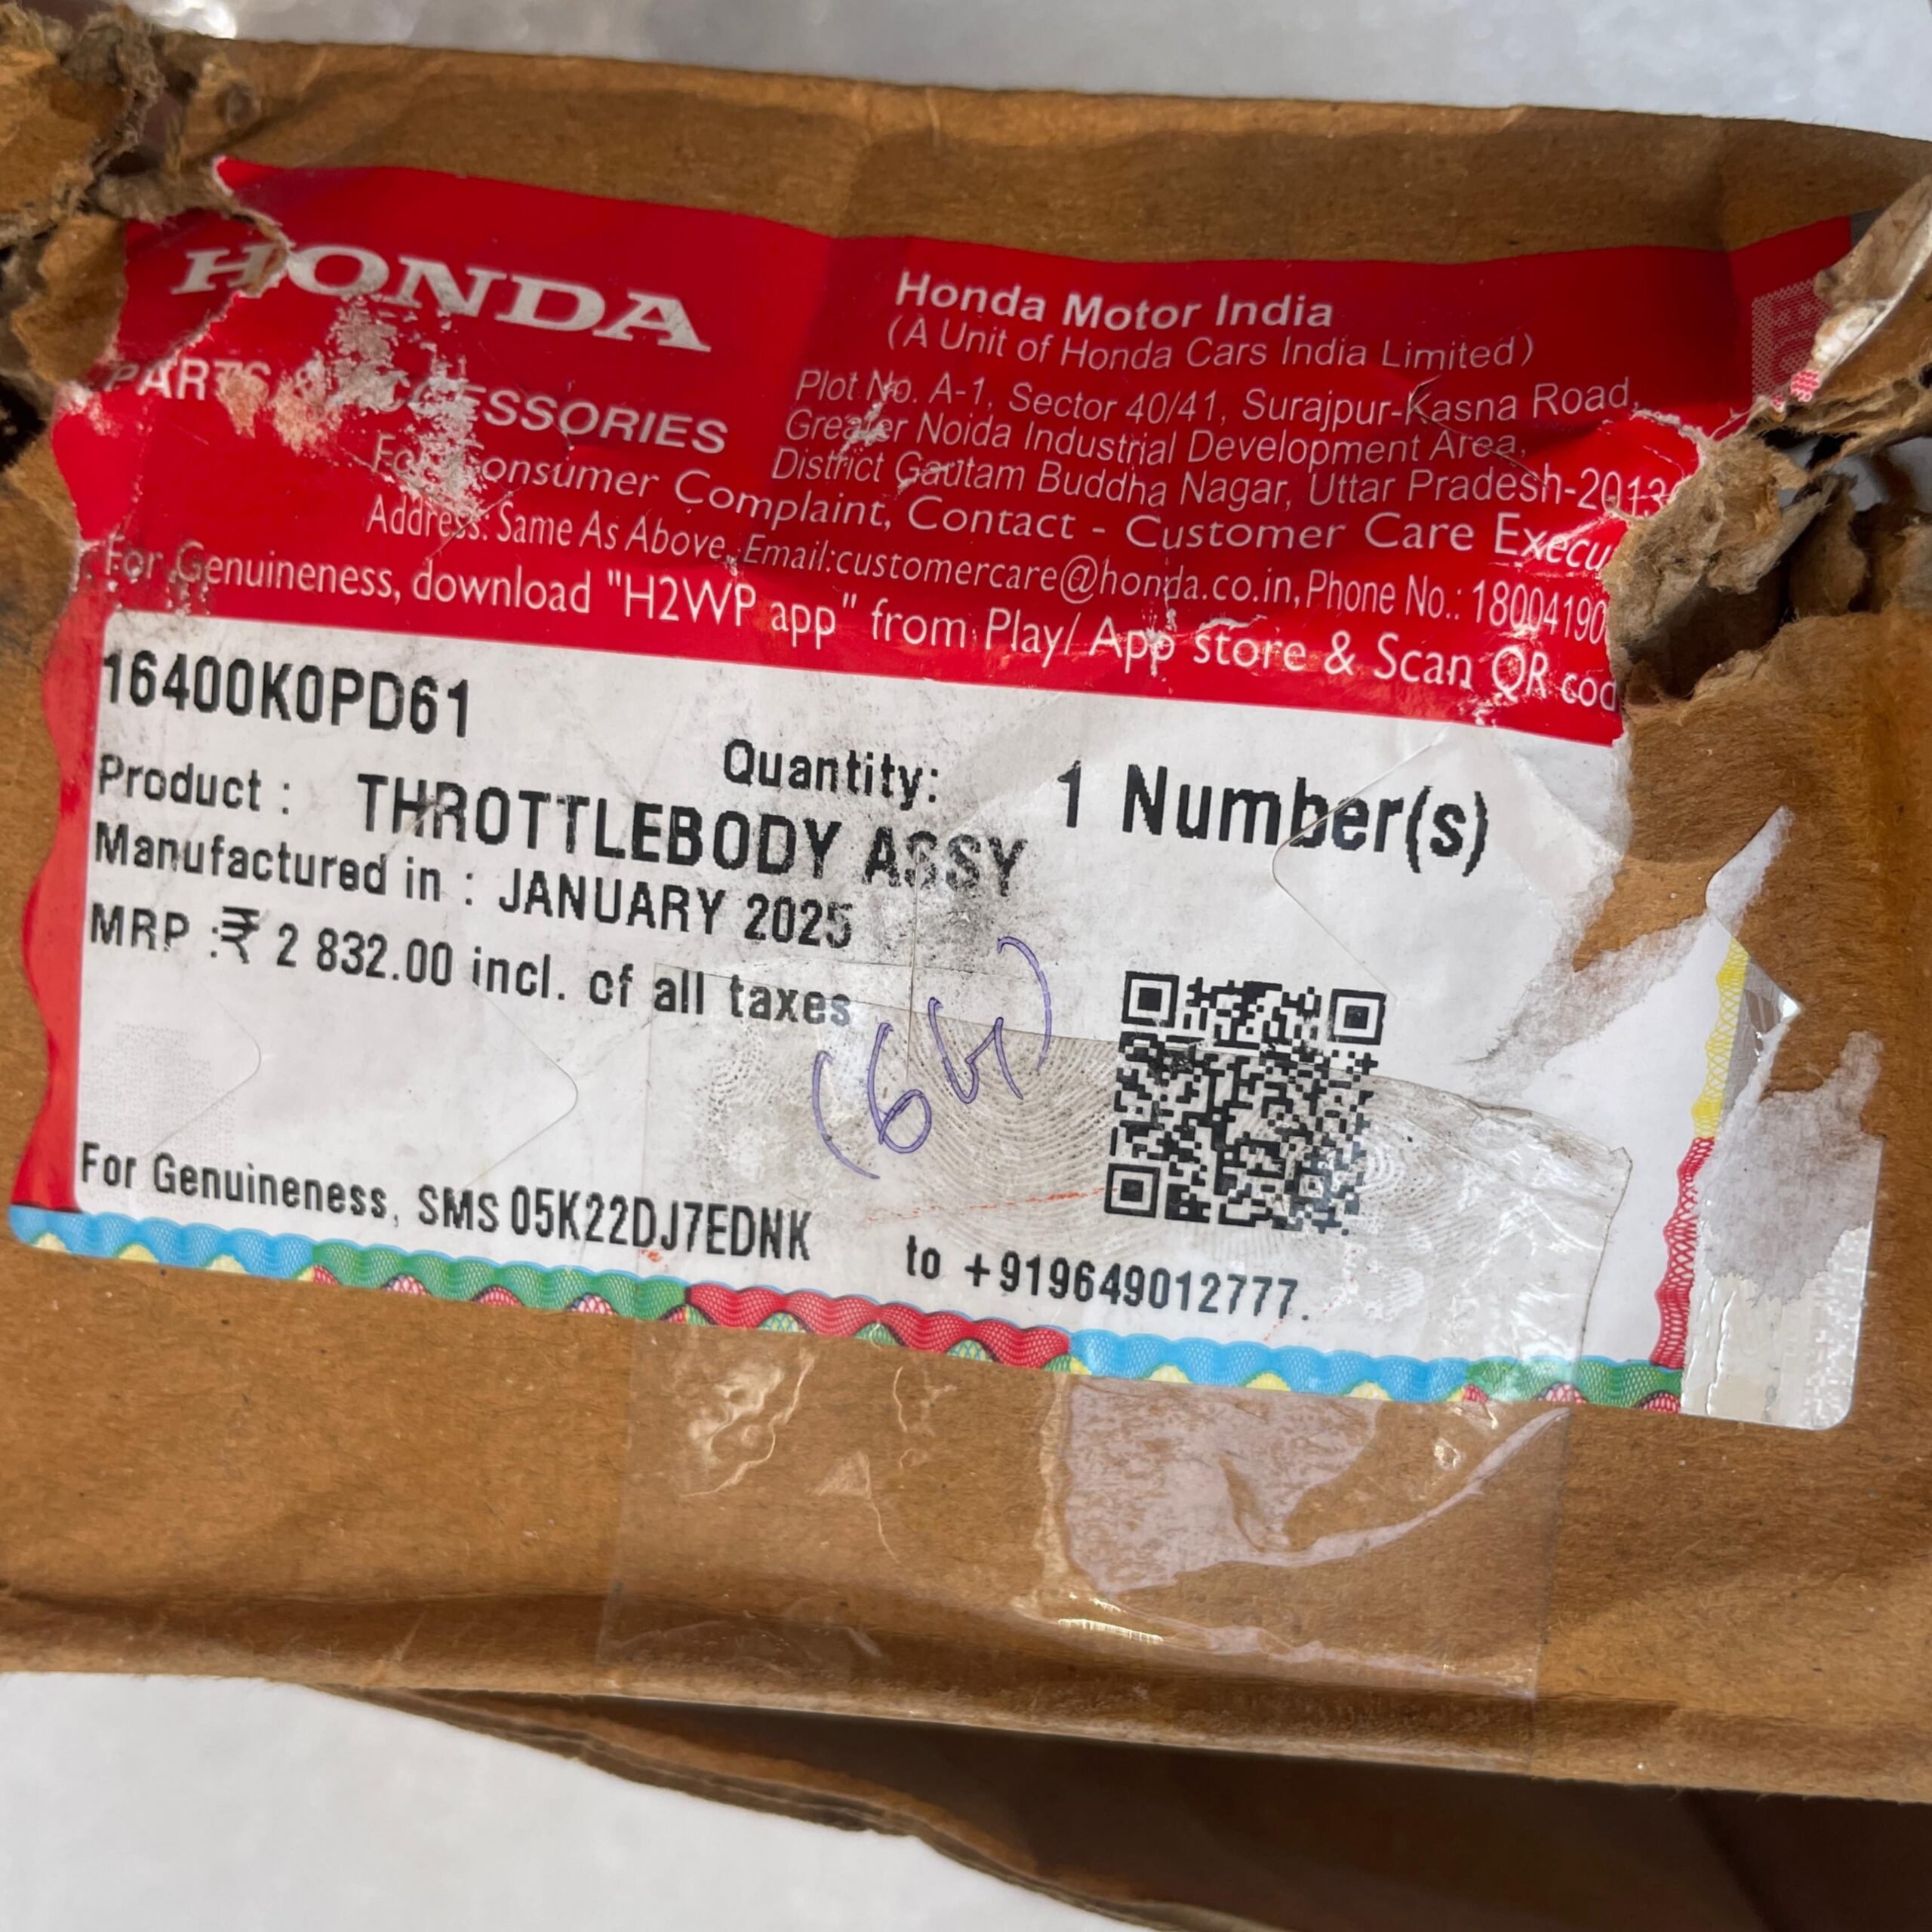 HONDA
PARTS & ACCESSORIES
Honda Motor India
(A Unit of Honda Cars India Limited)
Plot No. A-1, Sector 40/41, Surajpur-Kasna Road,
Greater Noida Industrial Development Area,
District Gautam Buddha Nagar, Uttar Pradesh-2013
For Consumer Complaint, Contact - Customer Care Execu
Address: Same As Above, Email:customercare@honda.co.in, Phone No.: 18004190
For Genuineness, download "H2WP app" from Play/ App store & Scan QR cod
16400K0PD61
Quantity: 1 Number(s)
Product : THROTTLEBODY ASSY
Manufactured in : JANUARY 2025
MRP :₹ 2 832.00 incl. of all taxes
For Genuineness, SMS 05K22DJ7EDNK to +919649012777.